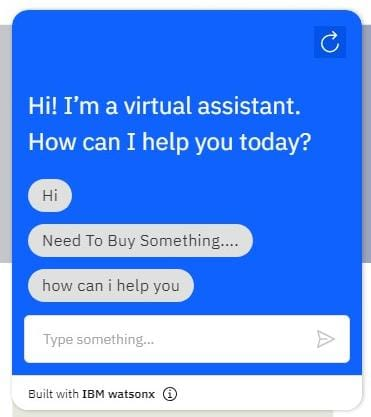 Hi! I’m a virtual assistant.
How can I help you today?
Hi
Need To Buy Something....
how can i help you
Type something...
Built with IBM watsonx